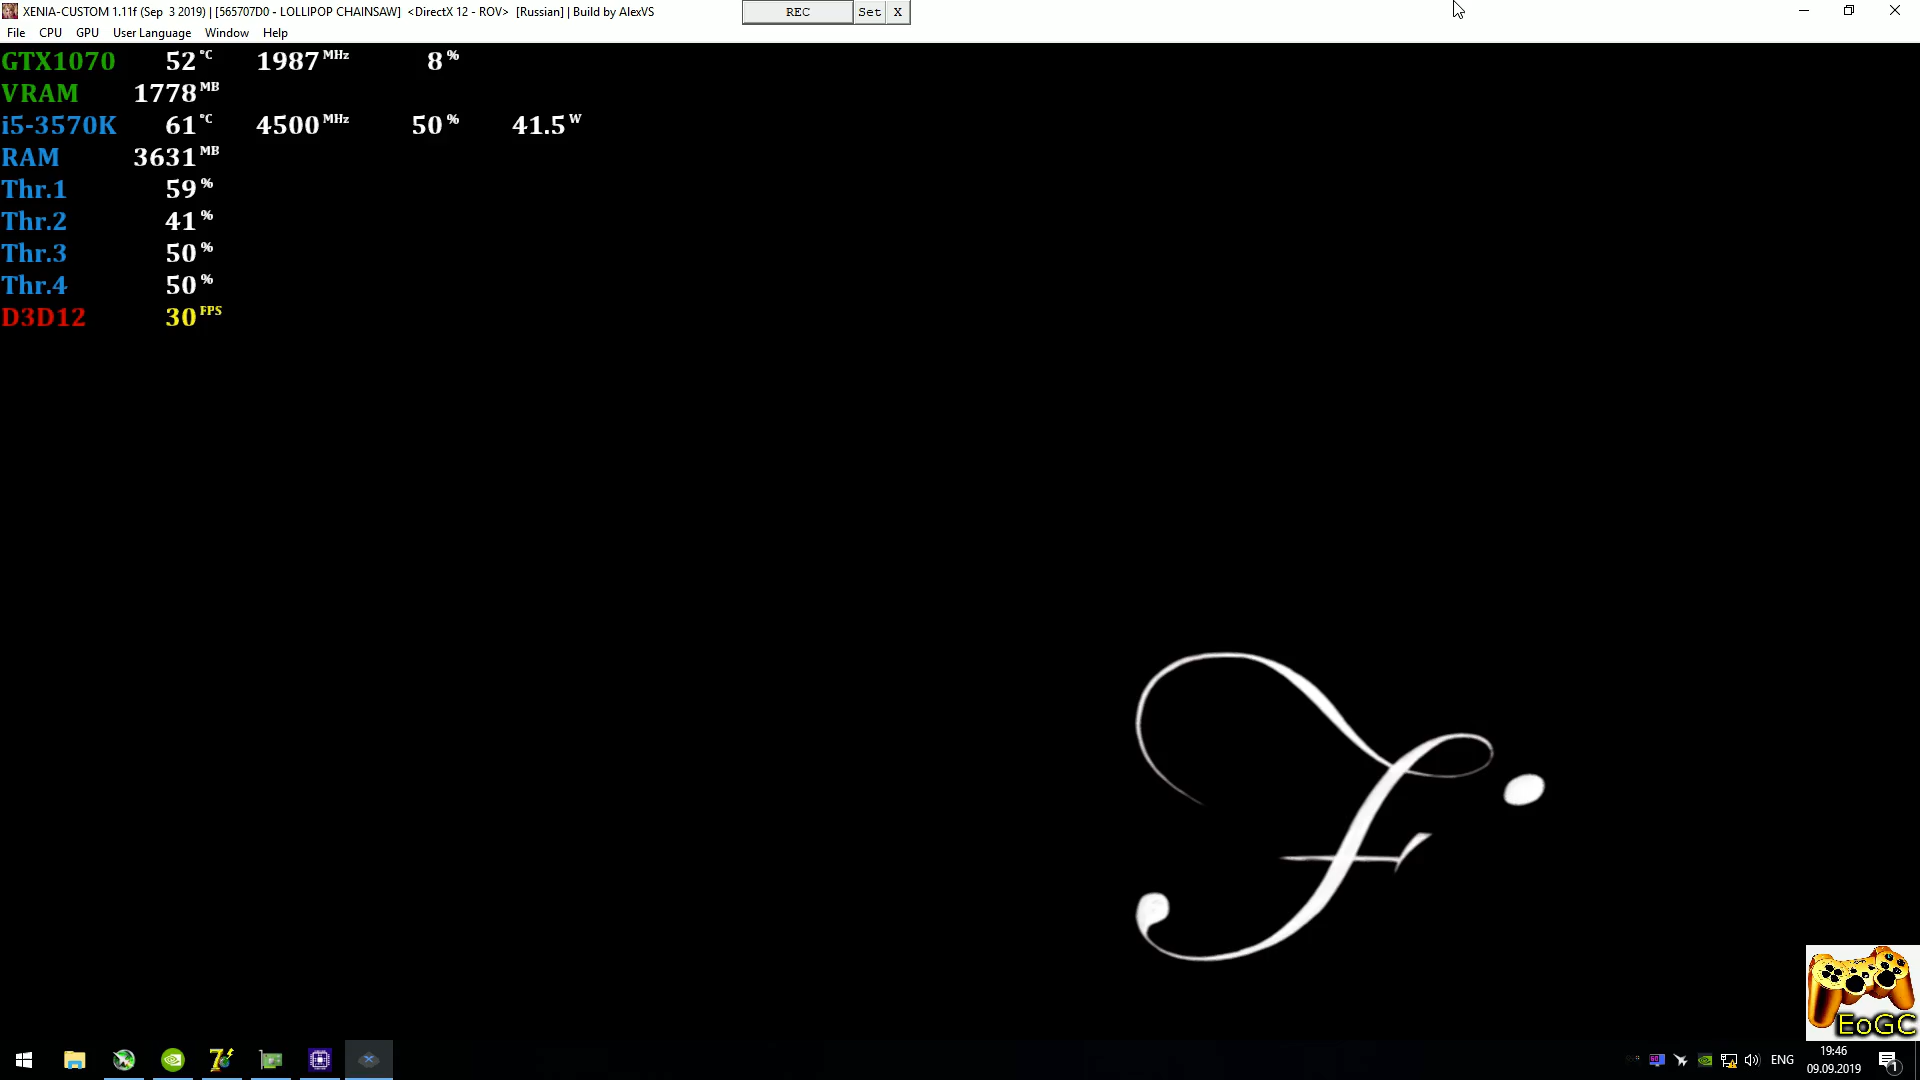 XENIA-CUSTOM 1.11f (Sep 3 2019) | [565707D0 - LOLLIPOP CHAINSAW] <DirectX 12 - ROV> [Russian] | Build by AlexVS
REC Set X
File CPU GPU User Language Window Help
GTX1070 52 °C 1987 MHz 8 %
VRAM 1778 MB
i5-3570K 61 °C 4500 MHz 50 % 41.5 W
RAM 3631 MB
Thr.1 59 %
Thr.2 41 %
Thr.3 50 %
Thr.4 50 %
D3D12 30 FPS
F
EoGC
ENG
19:46
09.09.2019
1